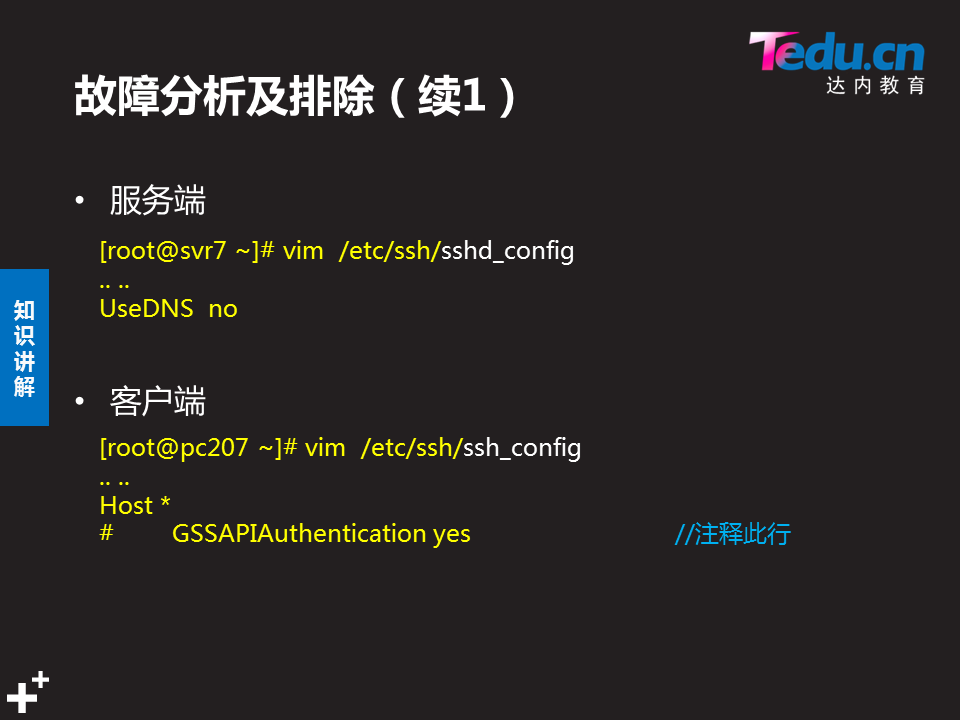 Tedu.cn
达内教育
故障分析及排除（续1）
• 服务端
[root@svr7 ~]# vim /etc/ssh/sshd_config
.. ..
UseDNS no
知识讲解
• 客户端
[root@pc207 ~]# vim /etc/ssh/ssh_config
.. ..
Host *
# GSSAPIAuthentication yes //注释此行